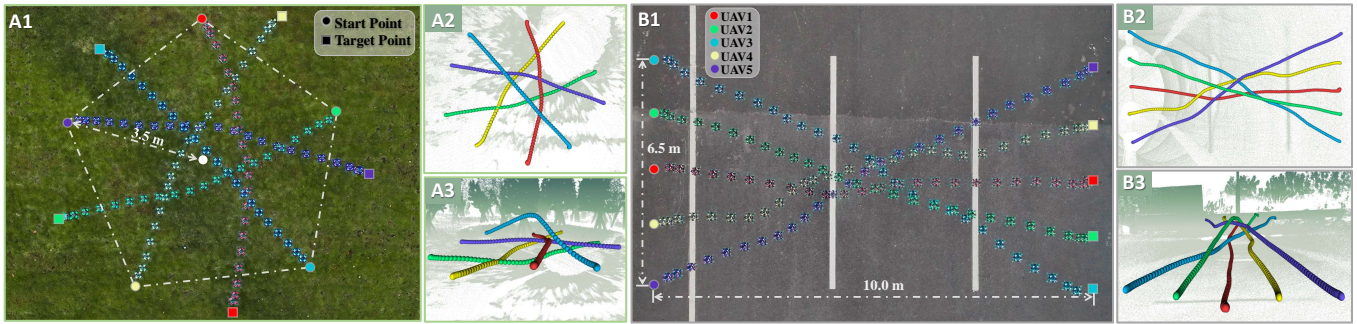 A1
Start Point
Target Point
3.5 m
A2
A3
B1
UAV1
UAV2
UAV3
UAV4
UAV5
6.5 m
10.0 m
B2
B3